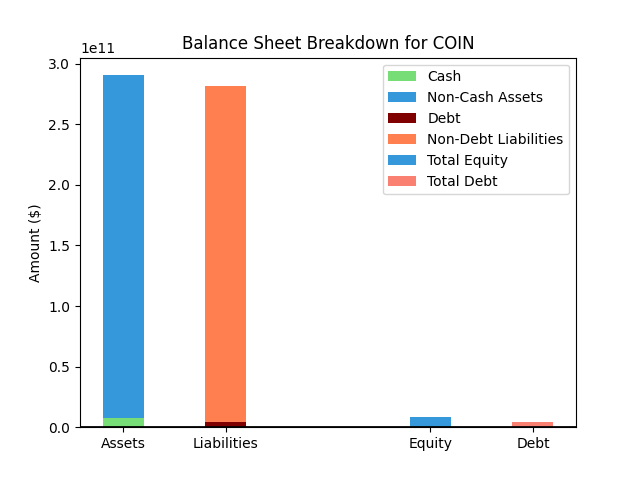 Balance Sheet Breakdown for COIN
1e11
3.0
2.5
2.0
1.5
1.0
0.5
0.0
Amount ($)
Cash
Non-Cash Assets
Debt
Non-Debt Liabilities
Total Equity
Total Debt
Assets Liabilities Equity Debt